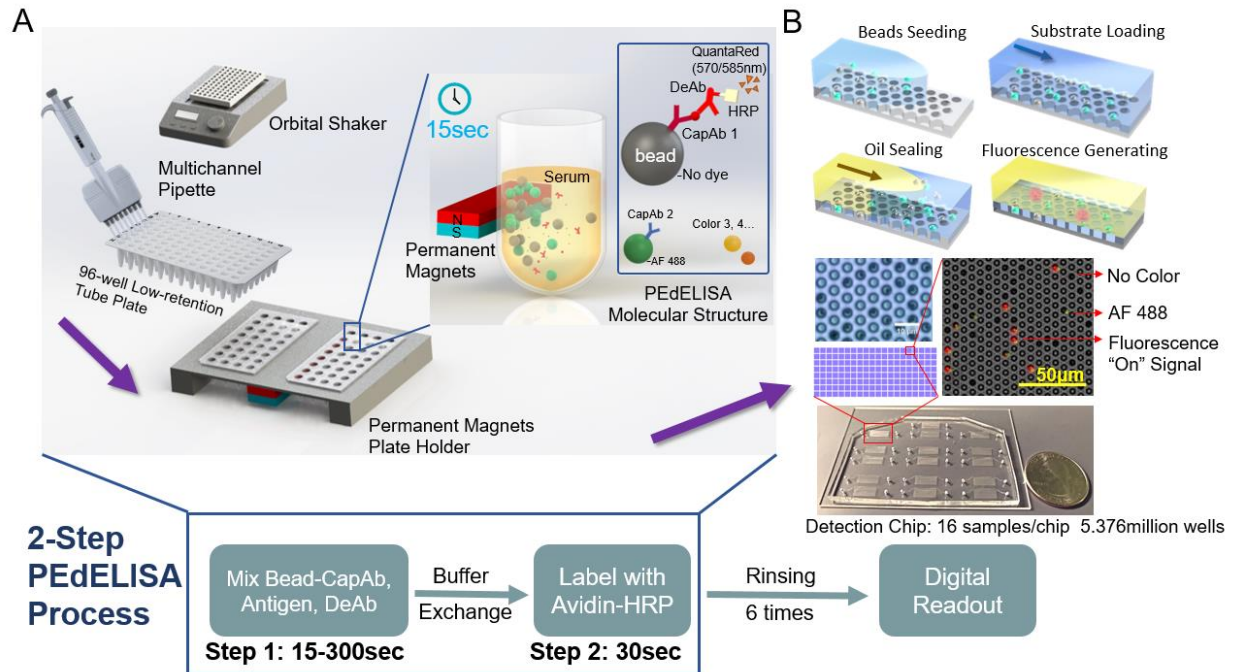 A
Orbital Shaker
Multichannel
Pipette
96-well Low-retention
Tube Plate
Permanent Magnets
Plate Holder
15sec
Serum
N
S
Permanent
Magnets
QuantaRed
(570/585nm)
DeAb
HRP
CapAb 1
bead
No dye
CapAb 2
AF 488
Color 3, 4...
PEdELISA
Molecular Structure
B
Beads Seeding
Substrate Loading
Oil Sealing
Fluorescence Generating
No Color
AF 488
Fluorescence
“On” Signal
50μm
Detection Chip: 16 samples/chip 5.376million wells
2-Step
PEdELISA
Process
Mix Bead-CapAb,
Antigen, DeAb
Step 1: 15-300sec
Buffer
Exchange
Label with
Avidin-HRP
Step 2: 30sec
Rinsing
6 times
Digital
Readout